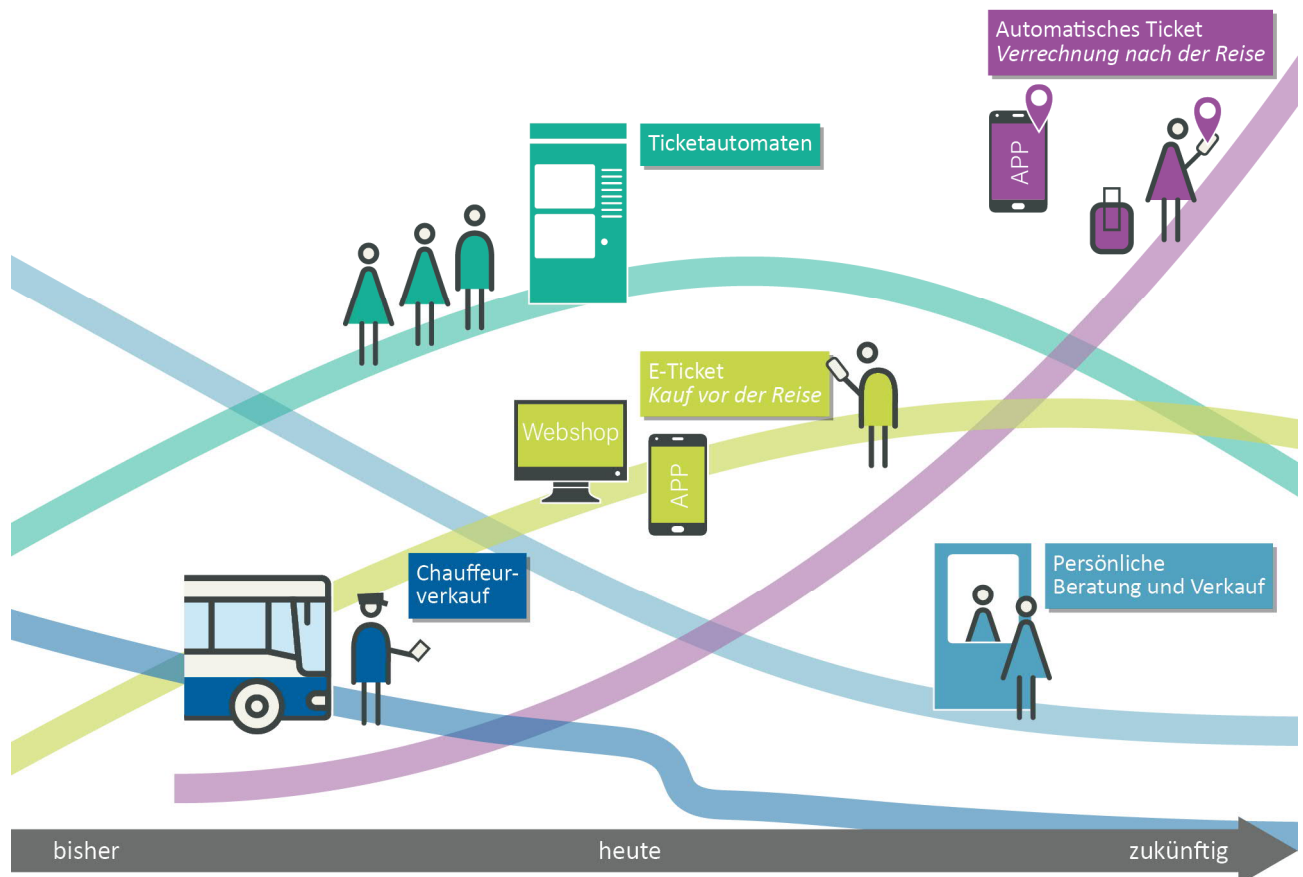 Automatisches Ticket
Verrechnung nach der Reise
APP
Ticketautomaten
E-Ticket
Kauf vor der Reise
Webshop
APP
Chauffeur-
verkauf
Persönliche
Beratung und Verkauf
bisher
heute
zukünftig